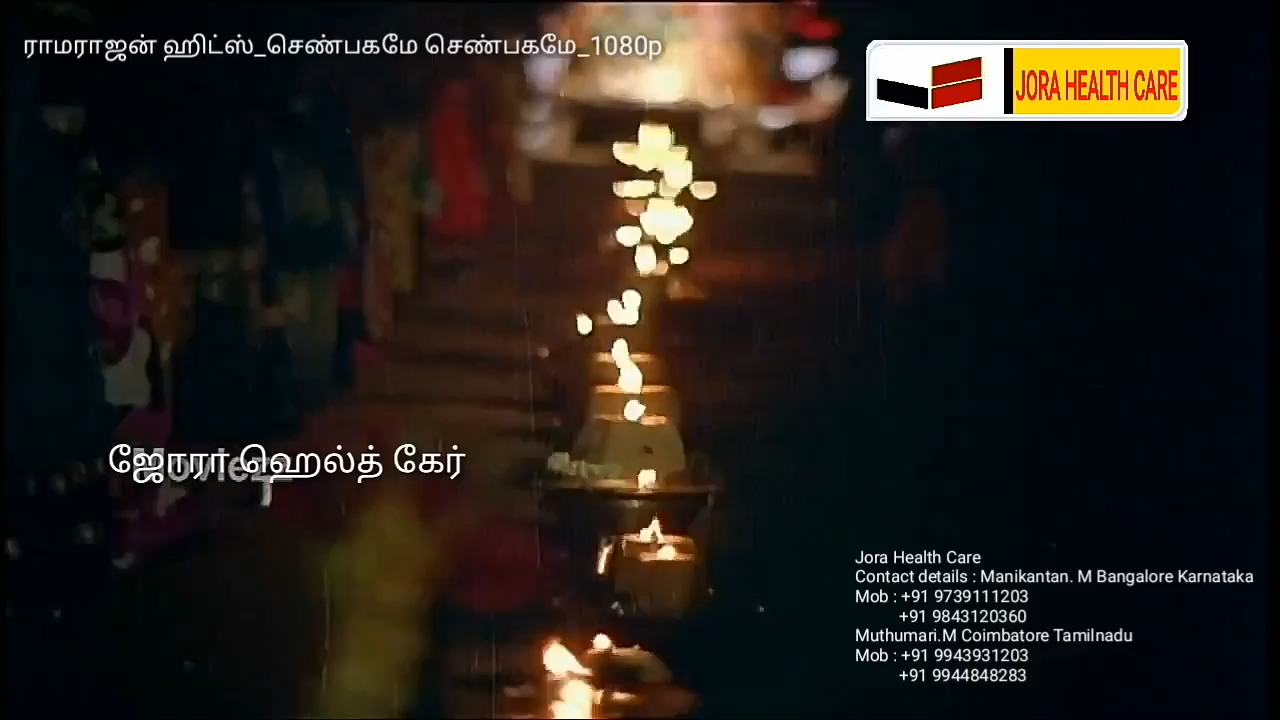 ராமராஜன் ஹிட்ஸ்_செண்பகமே செண்பகமே_1080p
JORA HEALTH CARE
ஜோரா ஹெல்த் கேர்
Jora Health Care
Contact details : Manikantan. M Bangalore Karnataka
Mob : +91 9739111203
+91 9843120360
Muthumari.M Coimbatore Tamilnadu
Mob : +91 9943931203
+91 9944848283